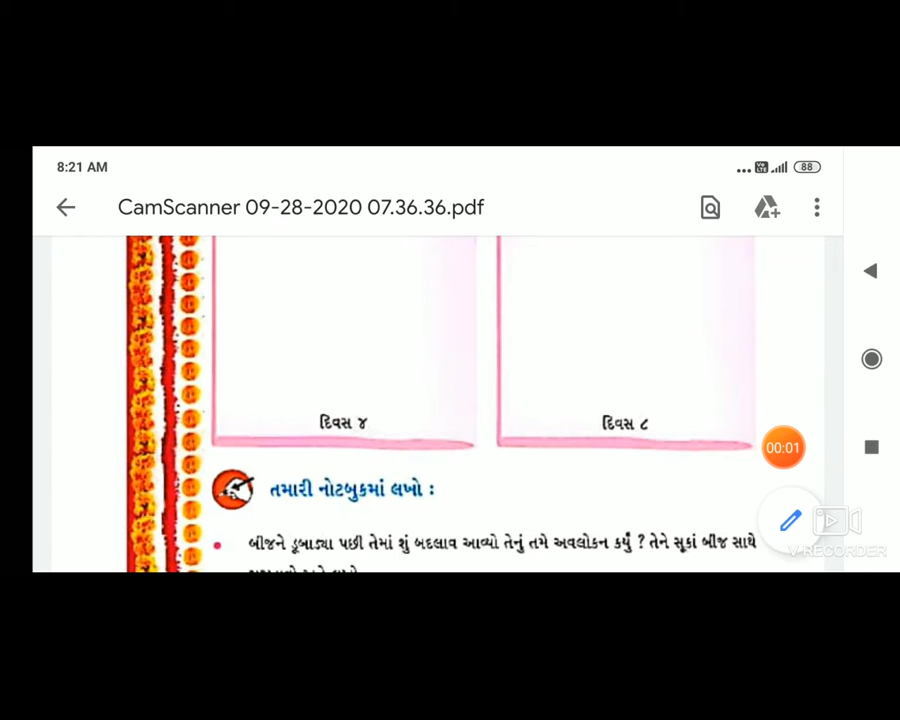 8:21 AM
88
CamScanner 09-28-2020 07.36.36.pdf
દિવસ ૪
દિવસ ૮
00:01
તમારી નોટબુકમાં લખો :
V-RECORDER
બીજને ડૂબાડ્યા પછી તેમાં શું બદલાવ આવ્યો તેનું તમે અવલોકન કર્યું ? તેને સૂકાં બીજ સાથે